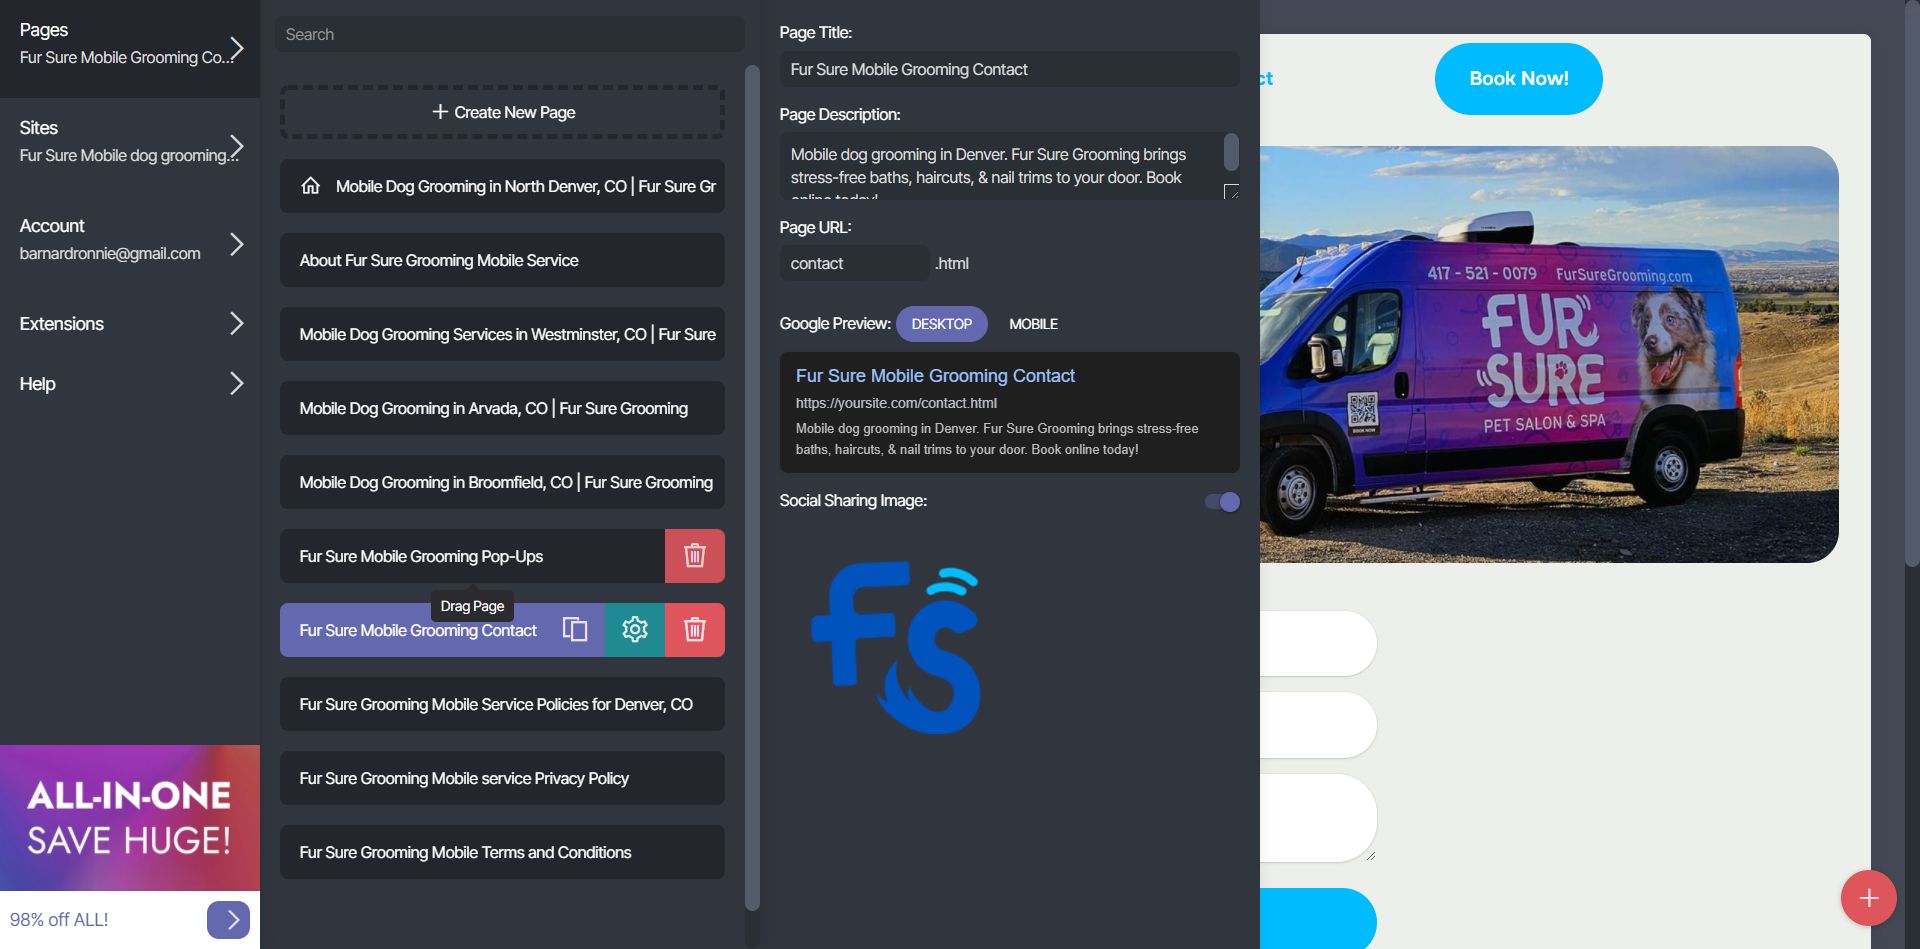 Pages
Fur Sure Mobile Grooming Co...
Sites
Fur Sure Mobile dog grooming...
Account
barnardronnie@gmail.com
Extensions
Help
ALL-IN-ONE
SAVE HUGE!
98% off ALL!
Search
Create New Page
Mobile Dog Grooming in North Denver, CO | Fur Sure Gr
About Fur Sure Grooming Mobile Service
Mobile Dog Grooming Services in Westminster, CO | Fur Sure
Mobile Dog Grooming in Arvada, CO | Fur Sure Grooming
Mobile Dog Grooming in Broomfield, CO | Fur Sure Grooming
Fur Sure Mobile Grooming Pop-Ups
Drag Page
Fur Sure Mobile Grooming Contact
Fur Sure Grooming Mobile Service Policies for Denver, CO
Fur Sure Grooming Mobile service Privacy Policy
Fur Sure Grooming Mobile Terms and Conditions
Page Title:
Fur Sure Mobile Grooming Contact
Page Description:
Mobile dog grooming in Denver. Fur Sure Grooming brings
stress-free baths, haircuts, & nail trims to your door. Book
online today!
Page URL:
contact .html
Google Preview: DESKTOP MOBILE
Fur Sure Mobile Grooming Contact
https://yoursite.com/contact.html
Mobile dog grooming in Denver. Fur Sure Grooming brings stress-free
baths, haircuts, & nail trims to your door. Book online today!
Social Sharing Image:
FS
ct
Book Now!
417 - 521 - 0079 FurSureGrooming.com
FUR
SURE
PET SALON & SPA
BOOK NOW